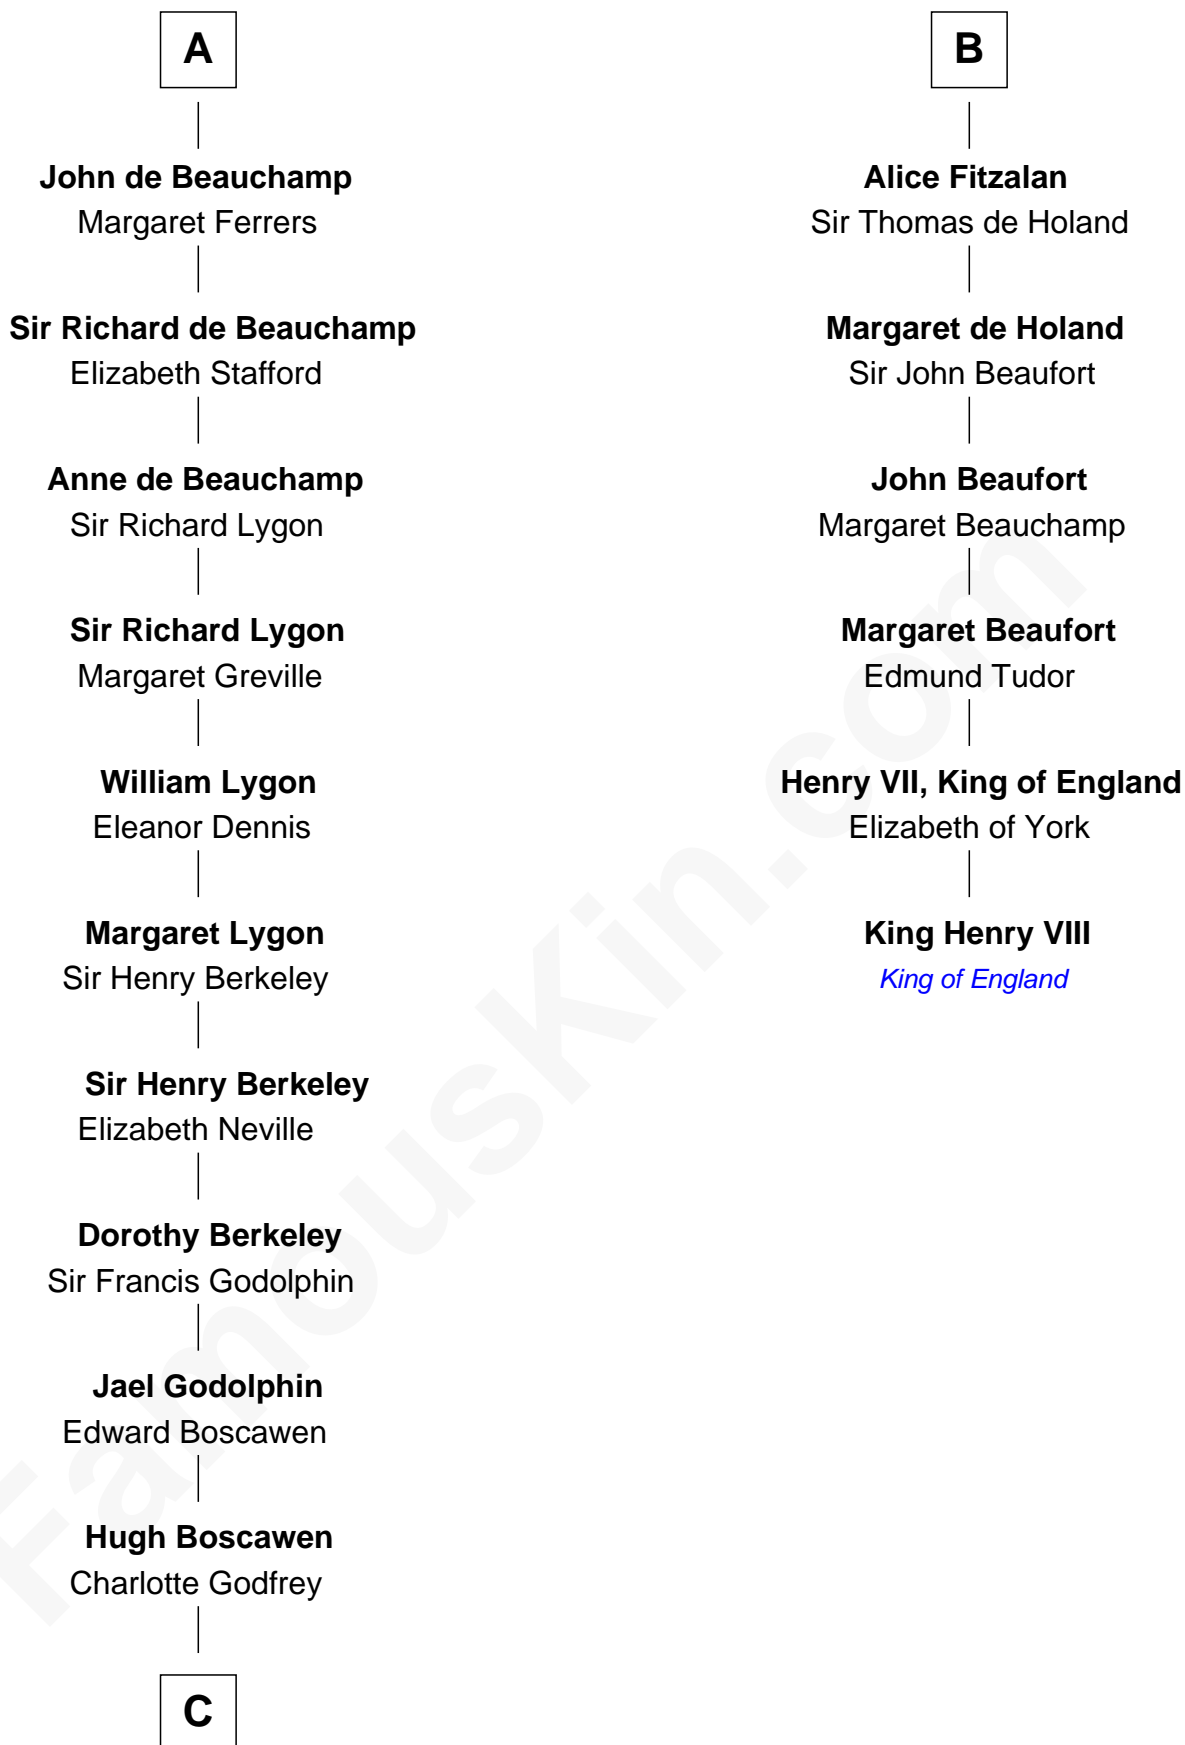 A
John de Beauchamp
Margaret Ferrers
Sir Richard de Beauchamp
Elizabeth Stafford
Anne de Beauchamp
Sir Richard Lygon
Sir Richard Lygon
Margaret Greville
William Lygon
Eleanor Dennis
Margaret Lygon
Sir Henry Berkeley
Sir Henry Berkeley
Elizabeth Neville
Dorothy Berkeley
Sir Francis Godolphin
Jael Godolphin
Edward Boscawen
Hugh Boscawen
Charlotte Godfrey
C
B
Alice Fitzalan
Sir Thomas de Holand
Margaret de Holand
Sir John Beaufort
John Beaufort
Margaret Beauchamp
Margaret Beaufort
Edmund Tudor
Henry VII, King of England
Elizabeth of York
King Henry VIII
King of England
FamousKin.com